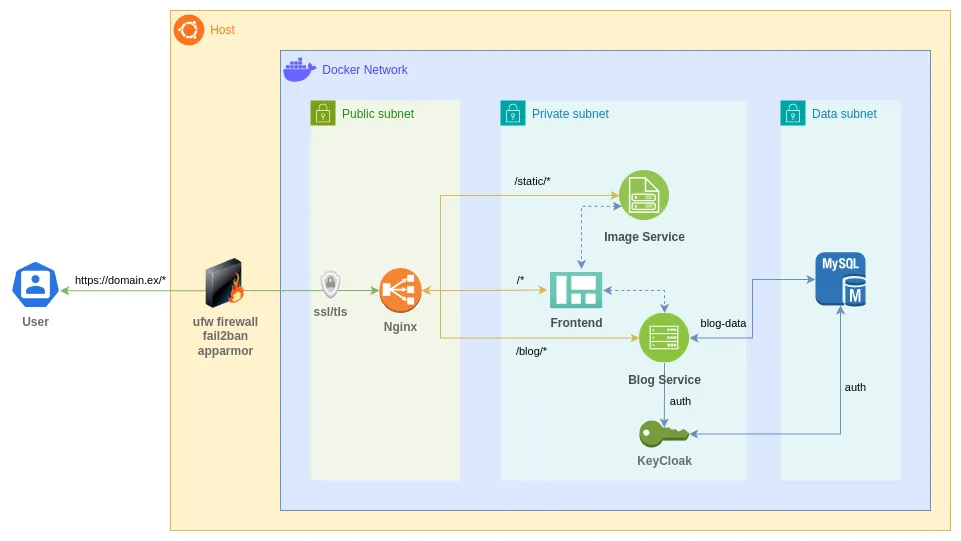 Host
Docker Network
Public subnet
Private subnet
Data subnet
/static/*
Image Service
https://domain.ex/*
User
ufw firewall
fail2ban
apparmor
ssl/tls
Nginx
/*
Frontend
/blog/*
Blog Service
blog-data
MySQL
M
auth
KeyCloak
auth